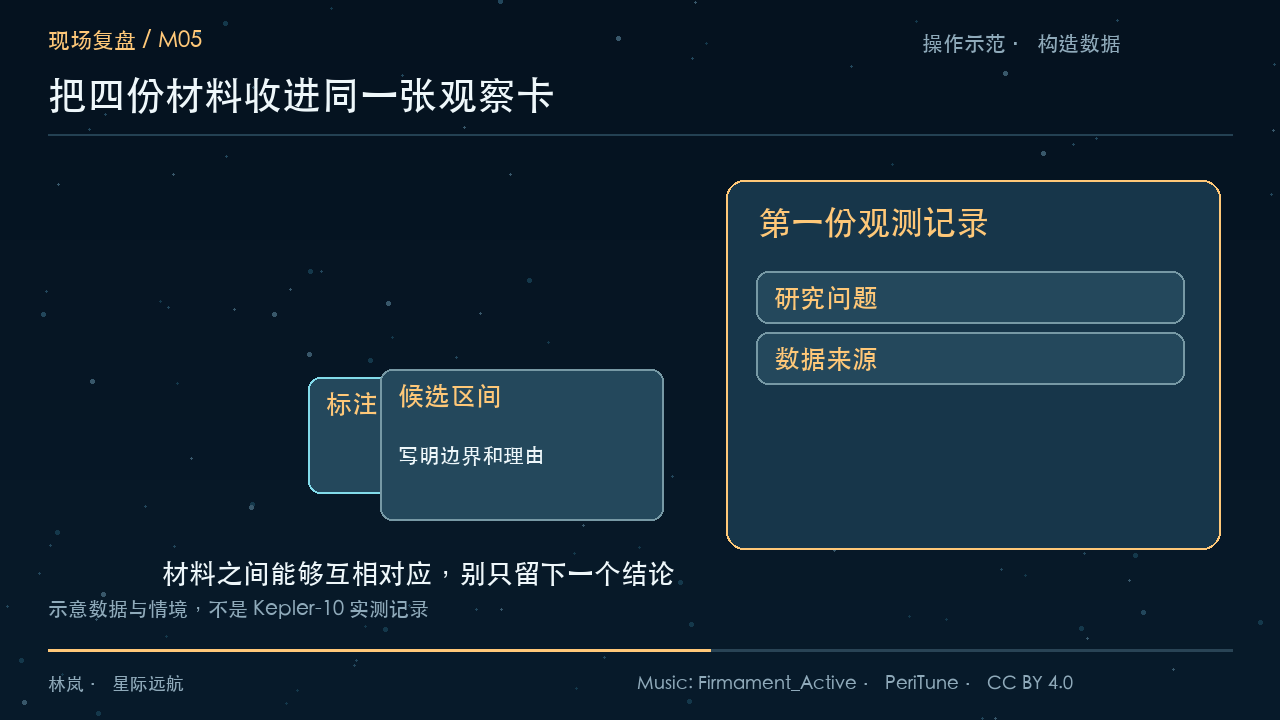 现场复盘 / M05
操作示范 · 构造数据
把四份材料收进同一张观察卡
第一份观测记录
研究问题
数据来源
标注
候选区间
写明边界和理由
材料之间能够互相对应，别只留下一个结论
示意数据与情境，不是 Kepler-10 实测记录
林岚 · 星际远航
Music: Firmament_Active · PeriTune · CC BY 4.0